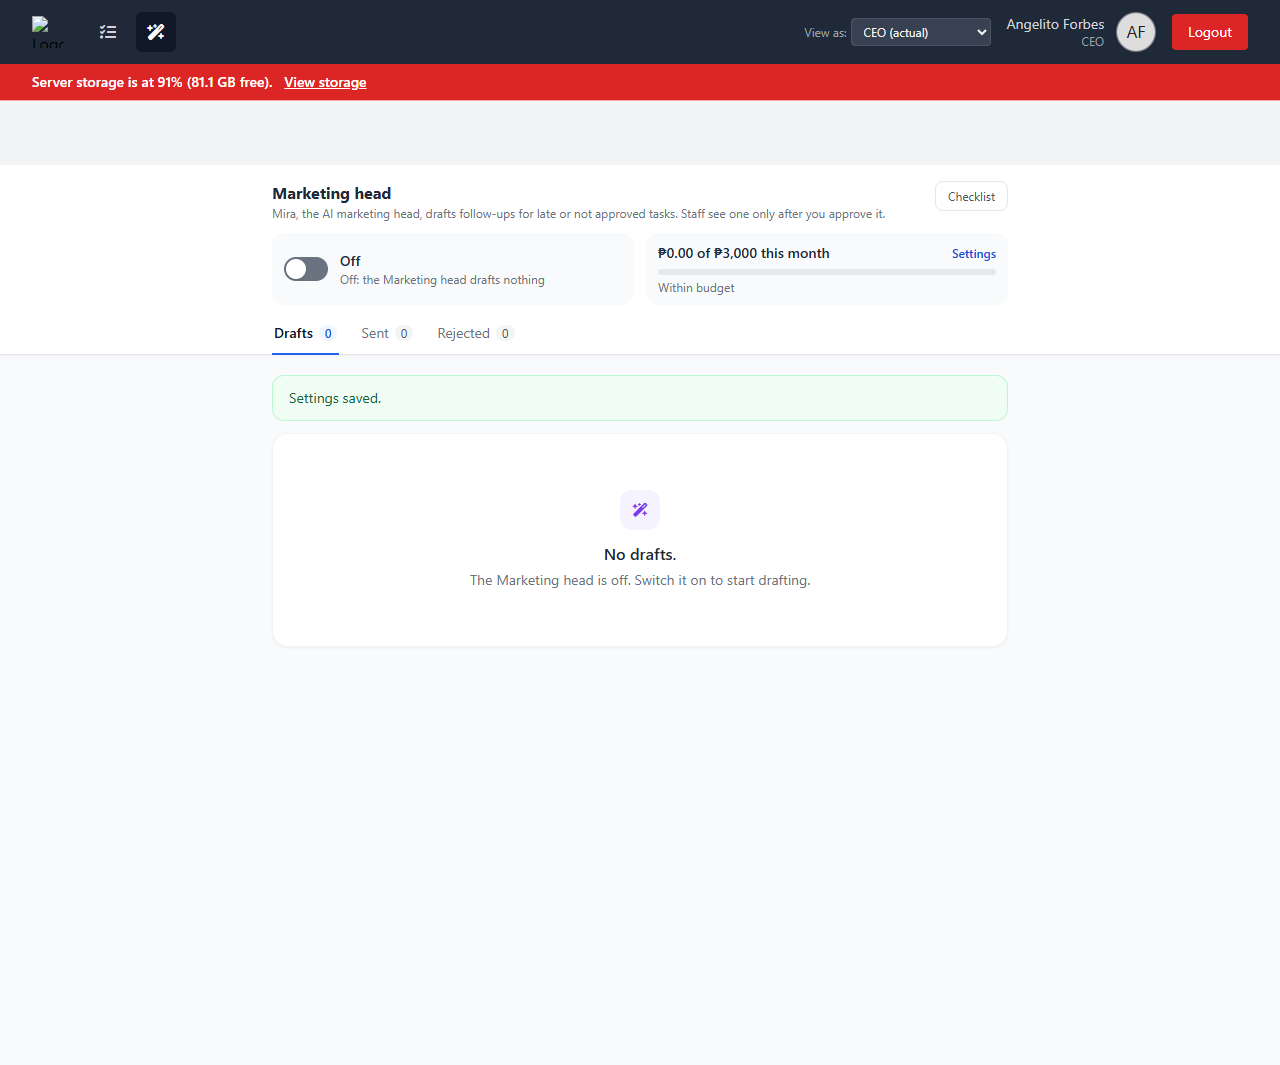 Logo
View as:
CEO (actual)
Angelito Forbes
CEO
AF
Logout
Server storage is at 91% (81.1 GB free). View storage
Marketing head
Checklist
Mira, the AI marketing head, drafts follow-ups for late or not approved tasks. Staff see one only after you approve it.
Off
Off: the Marketing head drafts nothing
₱0.00 of ₱3,000 this month
Settings
Within budget
Drafts 0 Sent 0 Rejected 0
Settings saved.
No drafts.
The Marketing head is off. Switch it on to start drafting.